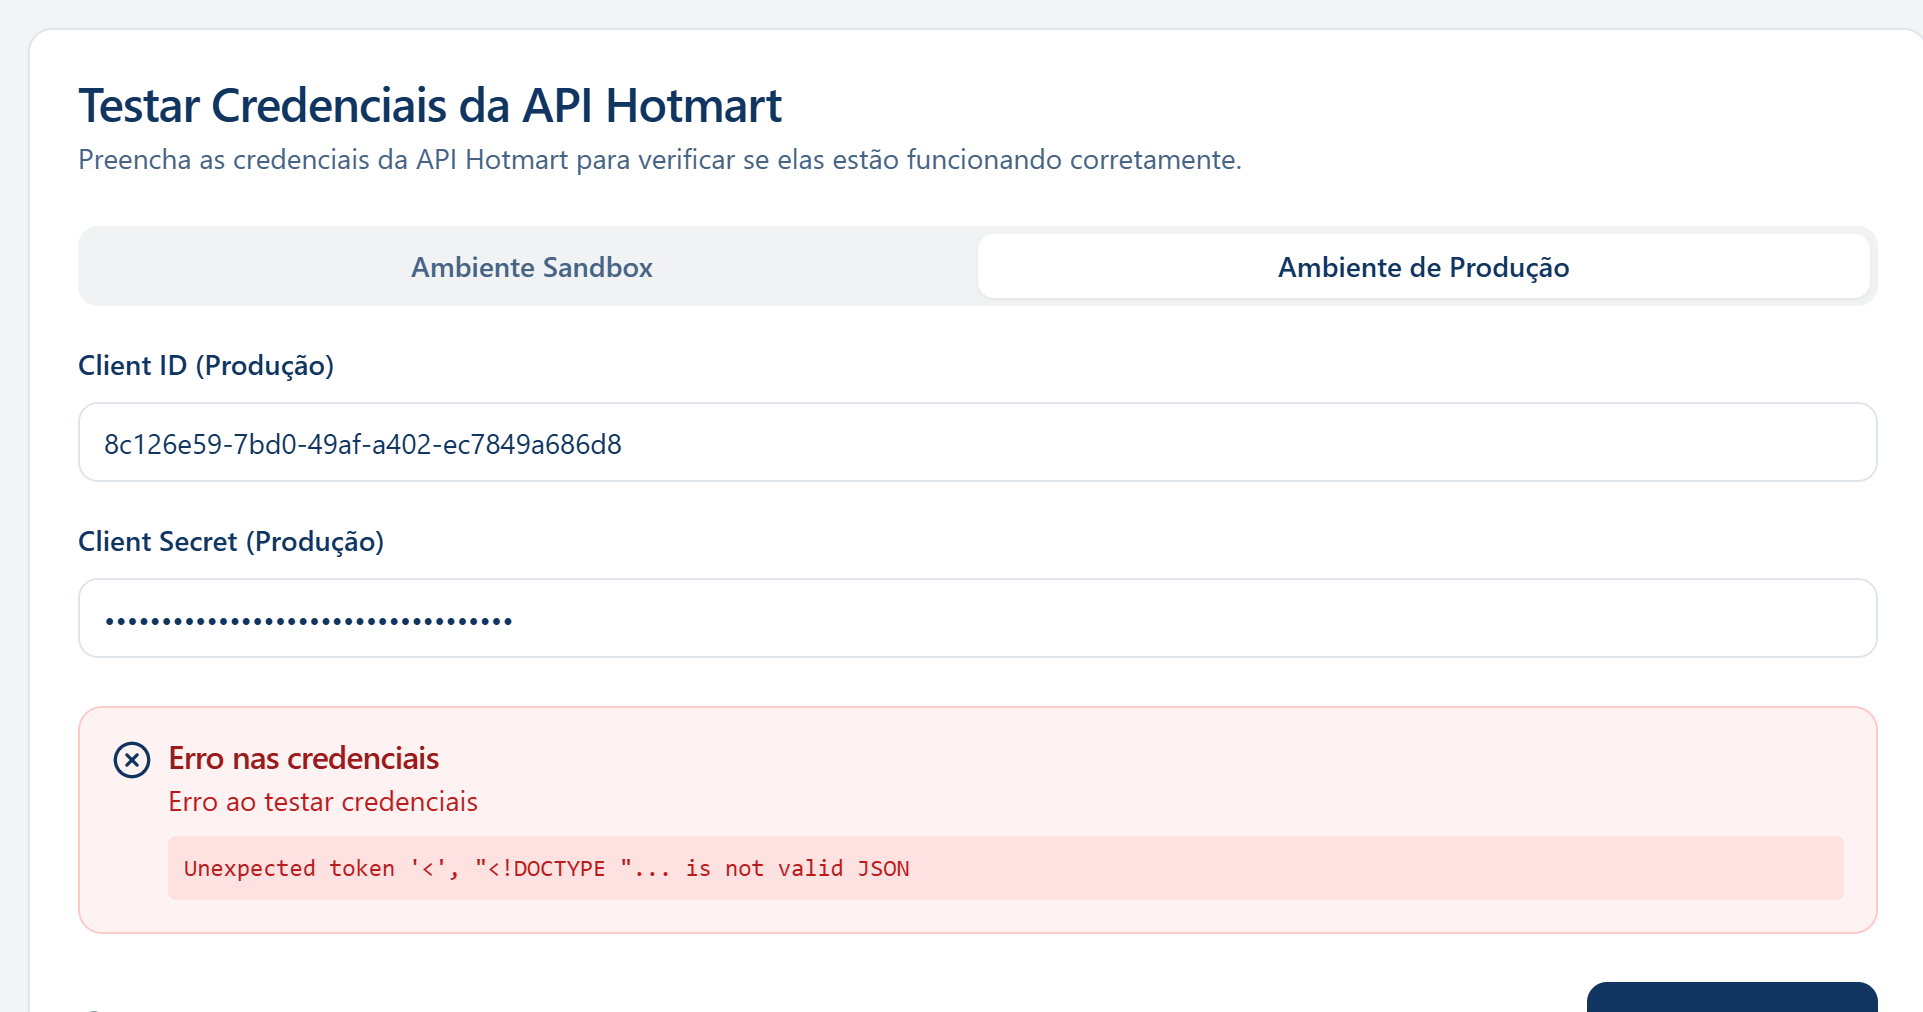 Testar Credenciais da API Hotmart
Preencha as credenciais da API Hotmart para verificar se elas estão funcionando corretamente.
Ambiente Sandbox
Ambiente de Produção
Client ID (Produção)
8c126e59-7bd0-49af-a402-ec7849a686d8
Client Secret (Produção)
••••••••••••••••••••••••••••••••••••
Erro nas credenciais
Erro ao testar credenciais
Unexpected token '<', "<!DOCTYPE "... is not valid JSON